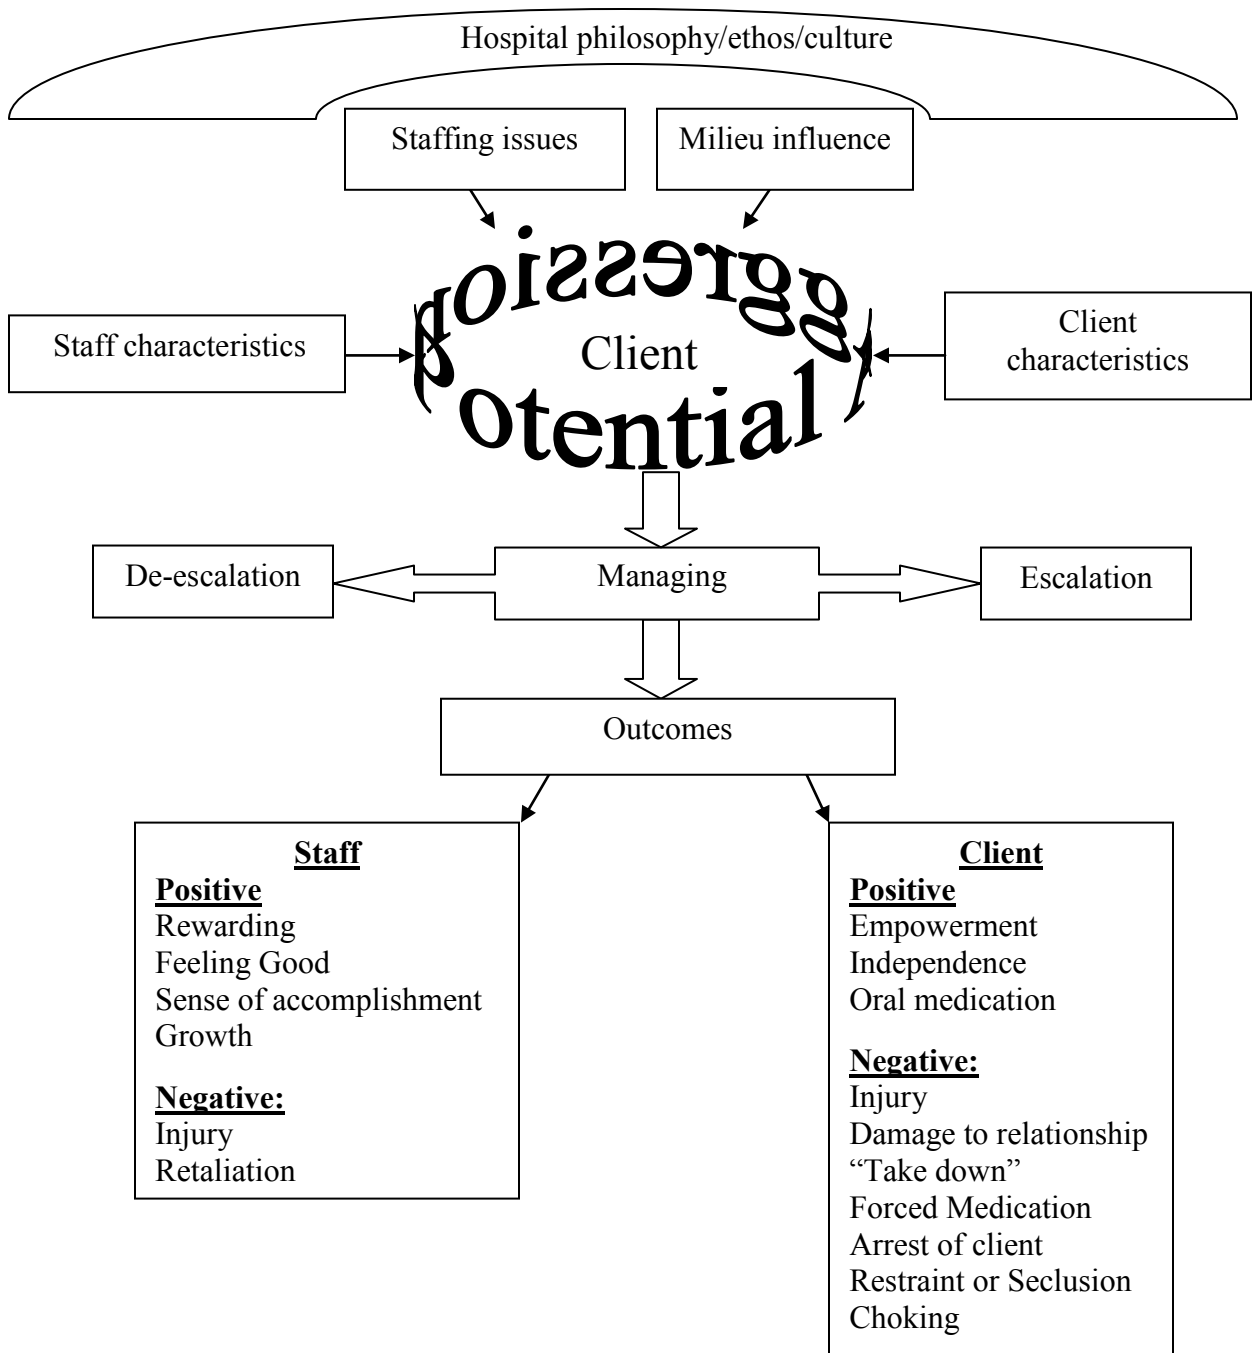 Hospital philosophy/ethos/culture
Staffing issues
Milieu influence
Staff characteristics
Client
Potential
aggression
Client
characteristics
De-escalation
Managing
Escalation
Outcomes
Staff
Positive
Rewarding
Feeling Good
Sense of accomplishment
Growth
Negative:
Injury
Retaliation
Client
Positive
Empowerment
Independence
Oral medication
Negative:
Injury
Damage to relationship
“Take down”
Forced Medication
Arrest of client
Restraint or Seclusion
Choking